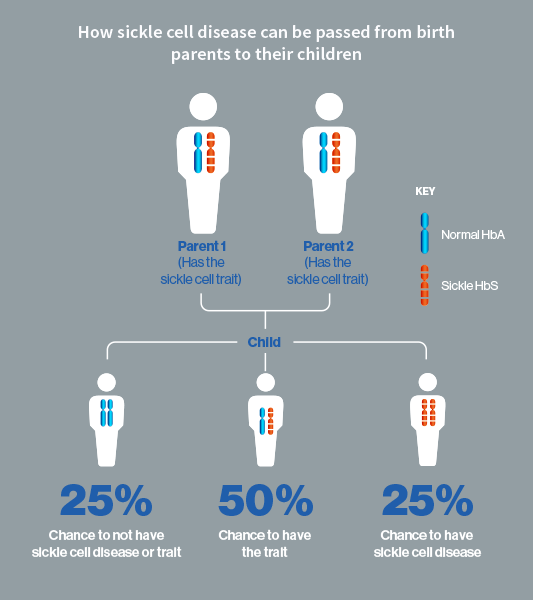 How sickle cell disease can be passed from birth
parents to their children
Parent 1
(Has the
sickle cell trait)
Parent 2
(Has the
sickle cell trait)
KEY
Normal HbA
Sickle HbS
Child
25%
Chance to not have
sickle cell disease or trait
50%
Chance to have
the trait
25%
Chance to have
sickle cell disease